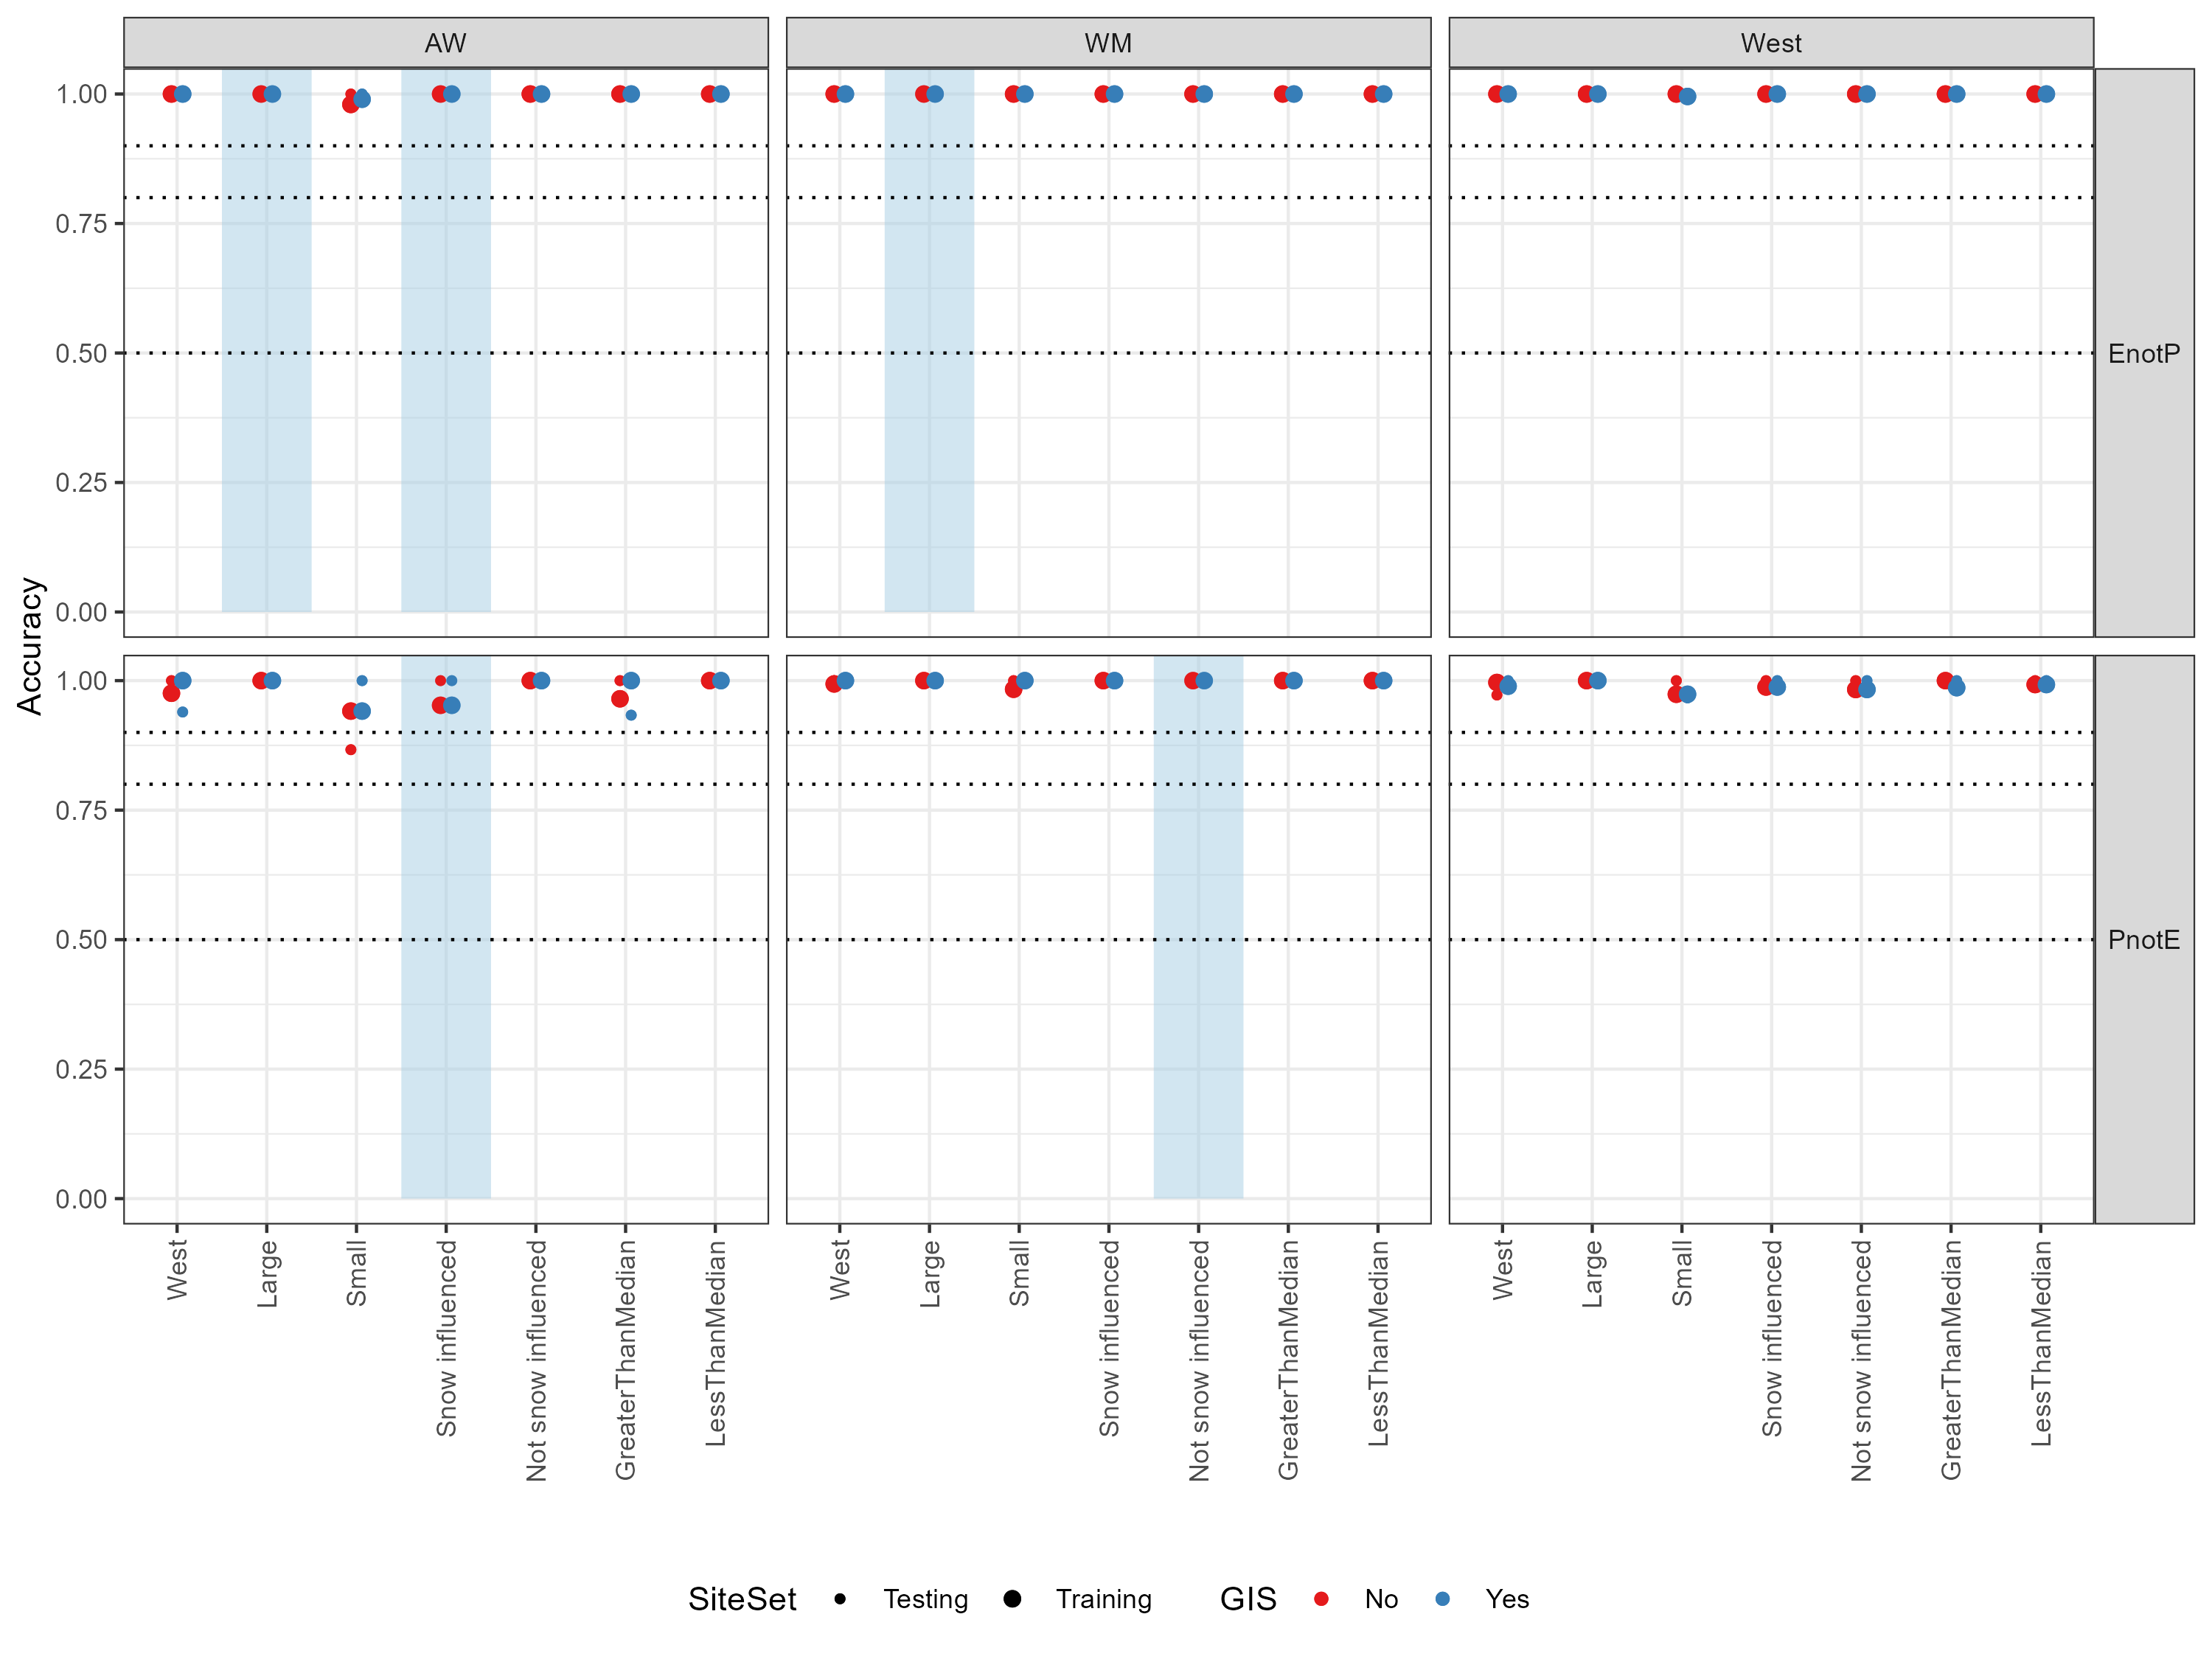 AW
WM
West
1.00
0.75
0.50
0.25
0.00
EnotP
Accuracy
1.00
0.75
0.50
0.25
0.00
PnotE
West
Large
Small
Snow influenced
Not snow influenced
GreaterThanMedian
LessThanMedian
West
Large
Small
Snow influenced
Not snow influenced
GreaterThanMedian
LessThanMedian
West
Large
Small
Snow influenced
Not snow influenced
GreaterThanMedian
LessThanMedian
SiteSet Testing Training GIS No Yes